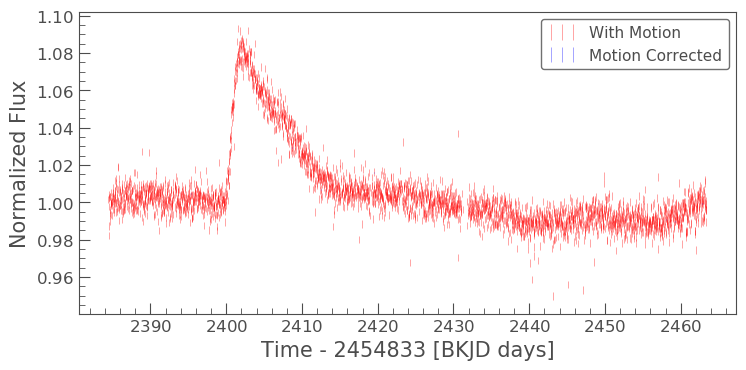 1.10
1.08
1.06
1.04
1.02
1.00
0.98
0.96
Normalized Flux
With Motion
Motion Corrected
2390 2400 2410 2420 2430 2440 2450 2460
Time - 2454833 [BKJD days]